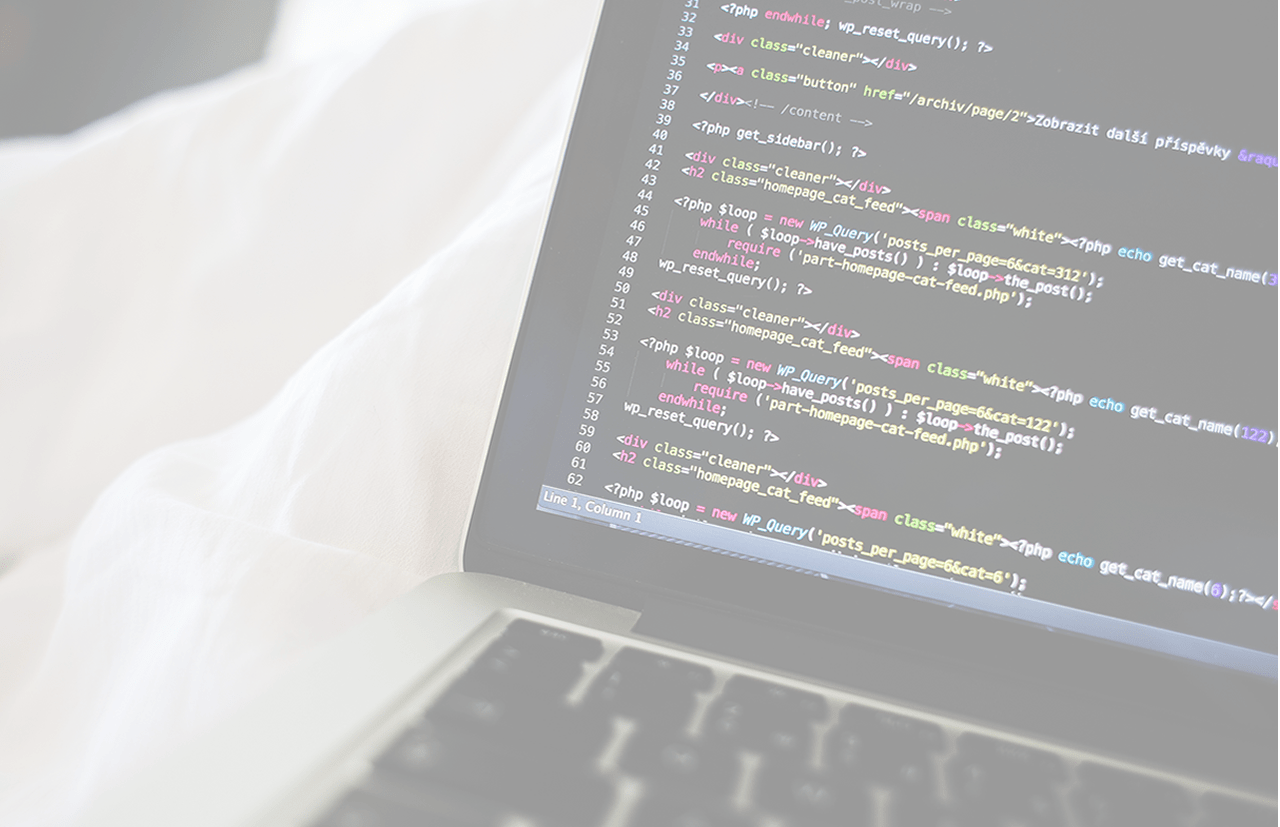 31 post_wrap -->
32 <?php endwhile; wp_reset_query(); ?>
33
34 <div class="cleaner"></div>
35
36 <p><a class="button" href="/archiv/page/2">Zobrazit další příspěvky &raqu
37
38 </div><!-- /content -->
39
40 <?php get_sidebar(); ?>
41
42 <div class="cleaner"></div>
43 <h2 class="homepage_cat_feed"><span class="white"><?php echo get_cat_name(3
44
45 <?php $loop = new WP_Query('posts_per_page=6&cat=312');
46 while ( $loop->have_posts() ) : $loop->the_post();
47 require ('part-homepage-cat-feed.php');
48 endwhile;
49 wp_reset_query(); ?>
50
51 <div class="cleaner"></div>
52 <h2 class="homepage_cat_feed"><span class="white"><?php echo get_cat_name(122);
53
54 <?php $loop = new WP_Query('posts_per_page=6&cat=122');
55 while ( $loop->have_posts() ) : $loop->the_post();
56 require ('part-homepage-cat-feed.php');
57 endwhile;
58 wp_reset_query(); ?>
59
60 <div class="cleaner"></div>
61 <h2 class="homepage_cat_feed"><span class="white"><?php echo get_cat_name(6);?></s
62
<?php $loop = new WP_Query('posts_per_page=6&cat=6');
Line 1, Column 1